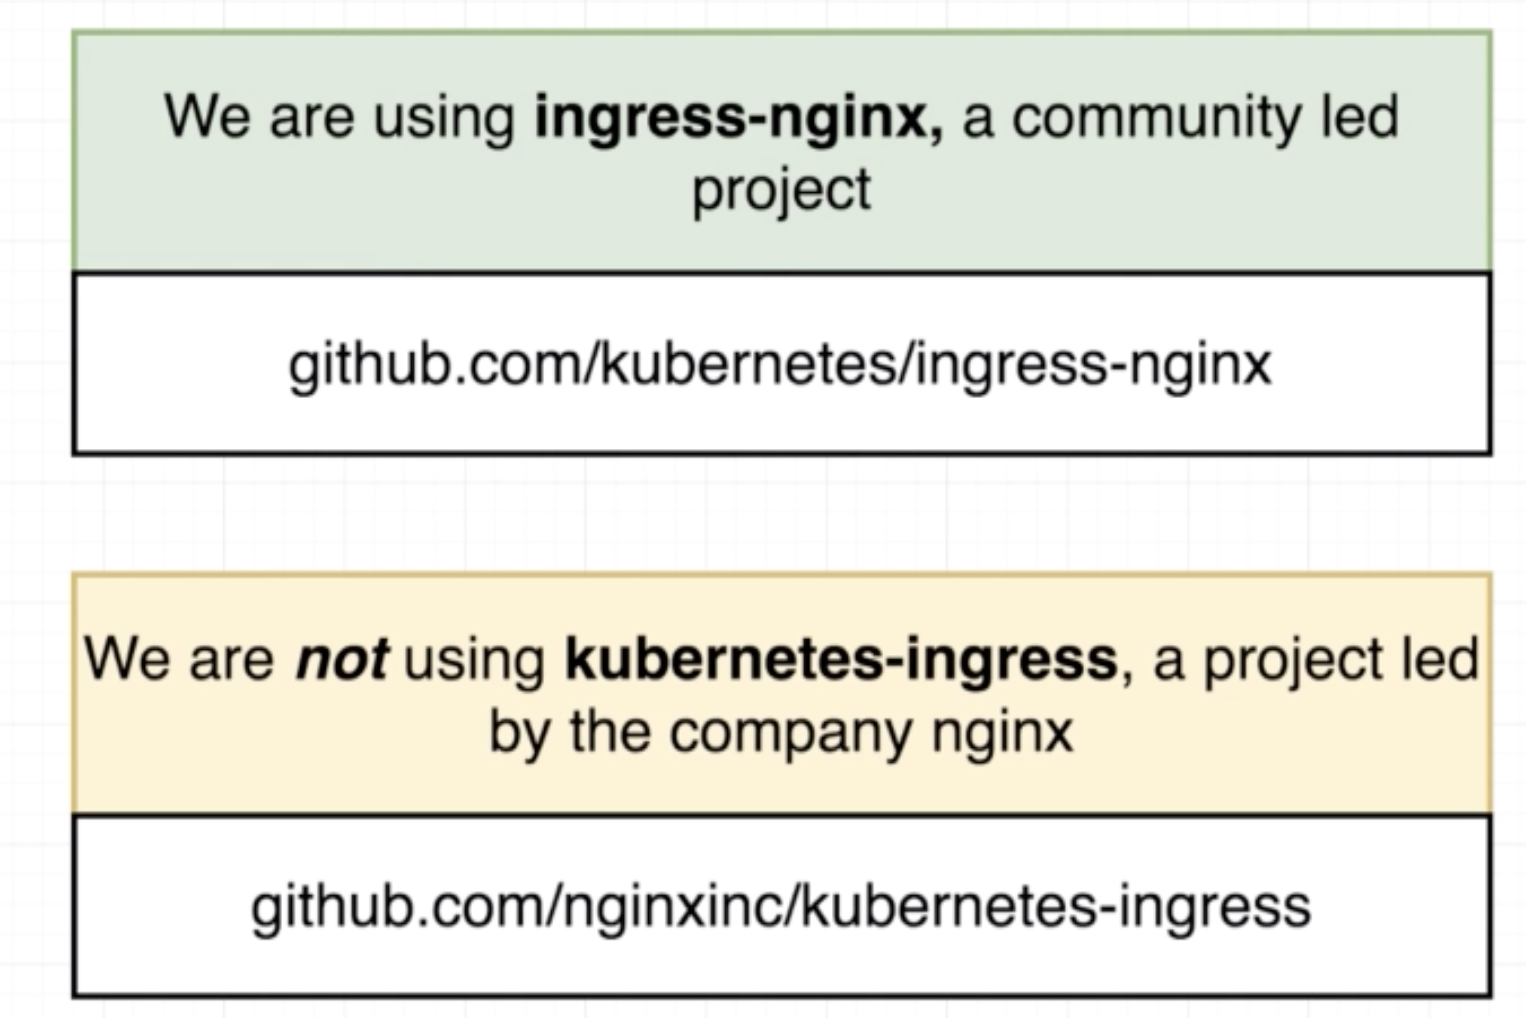 We are using ingress-nginx, a community led
project
github.com/kubernetes/ingress-nginx
We are not using kubernetes-ingress, a project led
by the company nginx
github.com/nginxinc/kubernetes-ingress